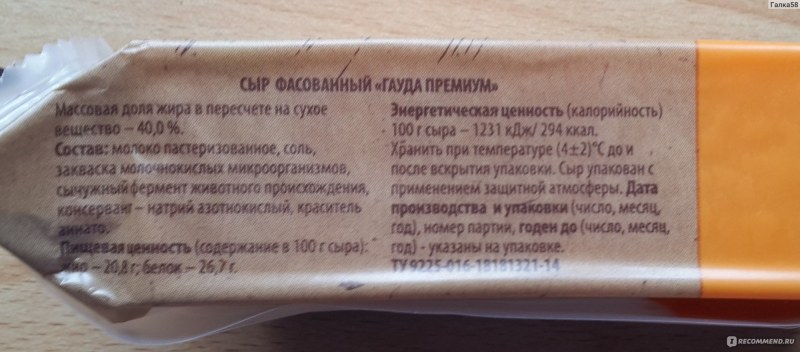 Галка58
СЫР ФАСОВАННЫЙ «ГАУДА ПРЕМИУМ»
Массовая доля жира в пересчете на сухое
вещество – 40,0 %.
Состав: молоко пастеризованное, соль,
закваска молочнокислых микроорганизмов,
сычужный фермент животного происхождения,
консервант – натрий азотнокислый, краситель
аннато.
Пищевая ценность (содержание в 100 г сыра):
жир – 20,8 г; белок – 26,7 г.
Энергетическая ценность (калорийность)
100 г сыра – 1231 кДж/ 294 ккал.
Хранить при температуре (4±2)°С до и
после вскрытия упаковки. Сыр упакован с
применением защитной атмосферы. Дата
производства и упаковки (число, месяц,
год), номер партии, годен до (число, месяц,
год) - указаны на упаковке.
ТУ 9225-016-18181321-14
RECOMMEND.RU